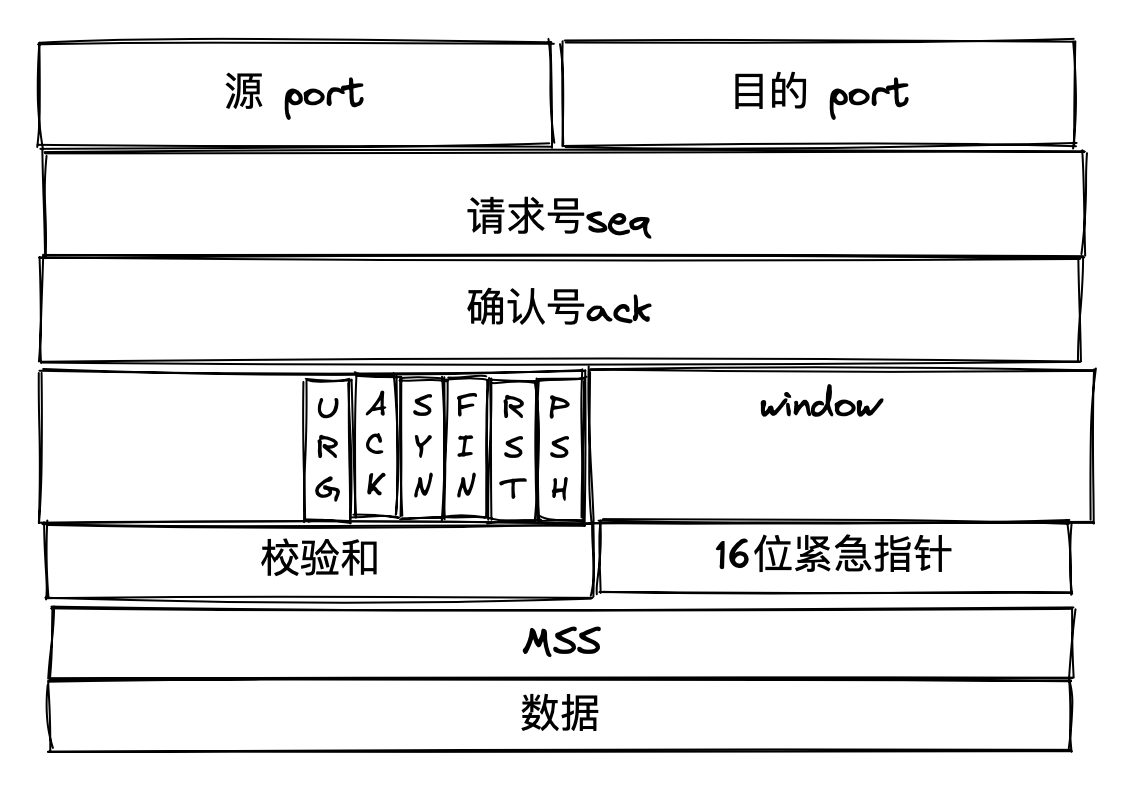 源 port
目的 port
请求号seq
确认号ack
URG
ACK
SYN
FIN
RST
PSH
window
校验和
16位紧急指针
MSS
数据